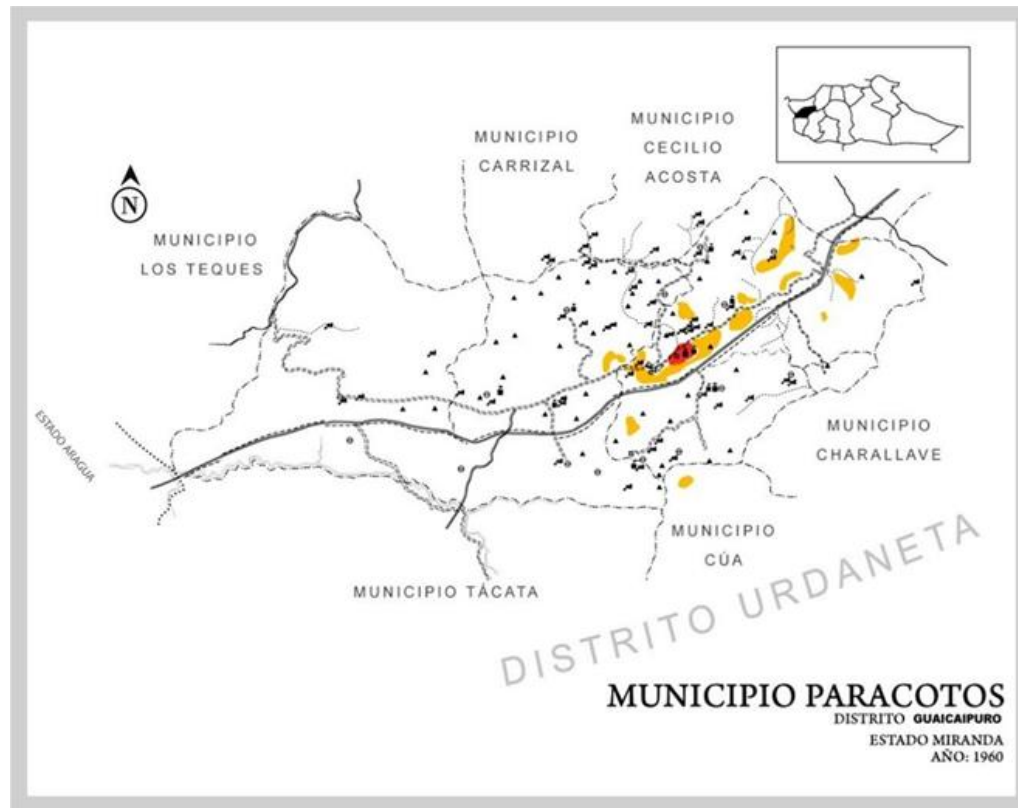 MUNICIPIO
CECILIO
ACOSTA
MUNICIPIO
CARRIZAL
N
MUNICIPIO
LOS TEQUES
ESTADO ARAGUA
MUNICIPIO
CHARALLAVE
MUNICIPIO
CÚA
MUNICIPIO TÁCATA
DISTRITO URDANETA
MUNICIPIO PARACOTOS
DISTRITO GUAICAIPURO
ESTADO MIRANDA
AÑO: 1960